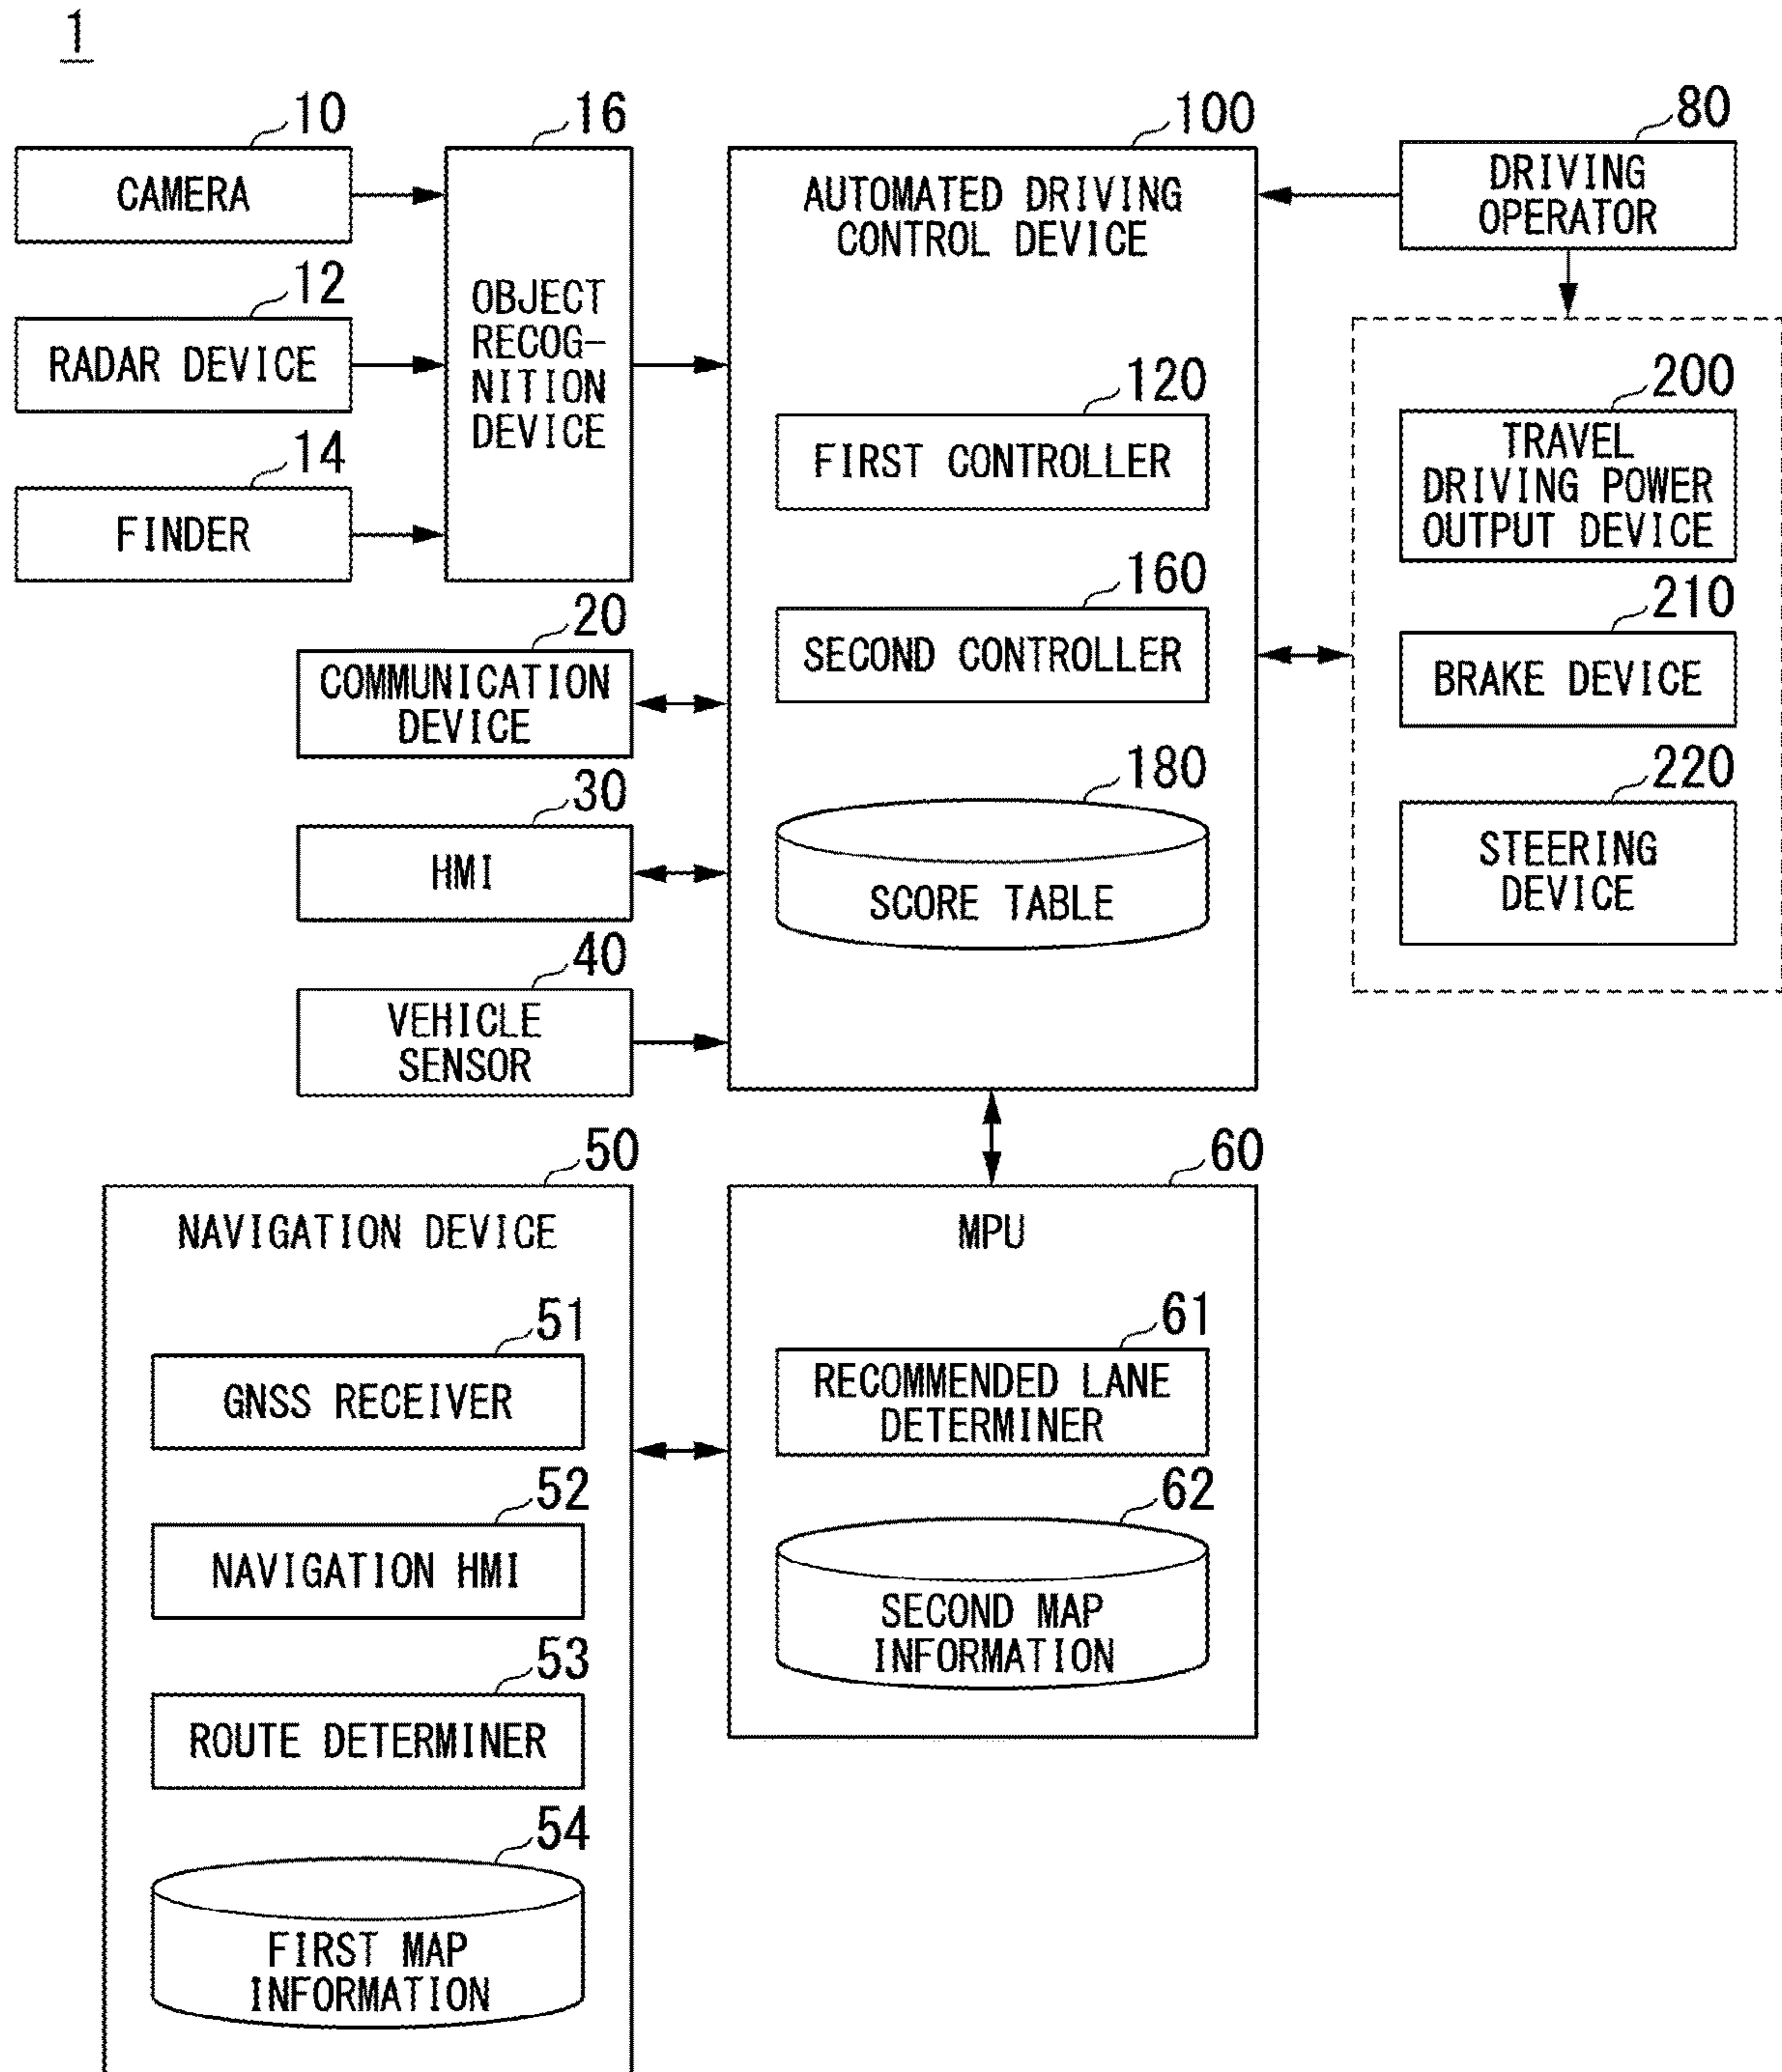 1
10
CAMERA
12
RADAR DEVICE
14
FINDER
16
OBJECT
RECOG-
NITION
DEVICE
20
COMMUNICATION
DEVICE
30
HMI
40
VEHICLE
SENSOR
100
AUTOMATED DRIVING
CONTROL DEVICE
120
FIRST CONTROLLER
160
SECOND CONTROLLER
180
SCORE TABLE
80
DRIVING
OPERATOR
200
TRAVEL
DRIVING POWER
OUTPUT DEVICE
210
BRAKE DEVICE
220
STEERING
DEVICE
50
NAVIGATION DEVICE
51
GNSS RECEIVER
52
NAVIGATION HMI
53
ROUTE DETERMINER
54
FIRST MAP
INFORMATION
60
MPU
61
RECOMMENDED LANE
DETERMINER
62
SECOND MAP
INFORMATION